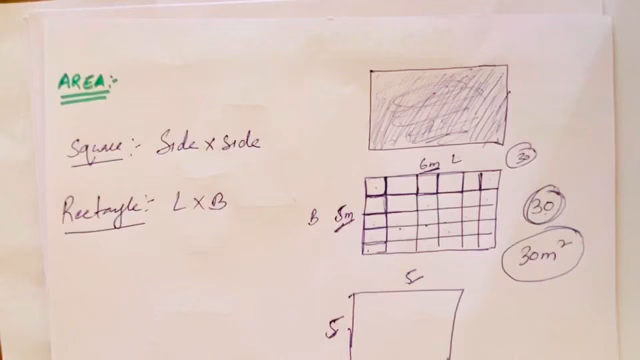 AREA:-
Square:- Side x Side
Rectangle:- L x B
6m L
30
B 5m
30
30m²
5
5